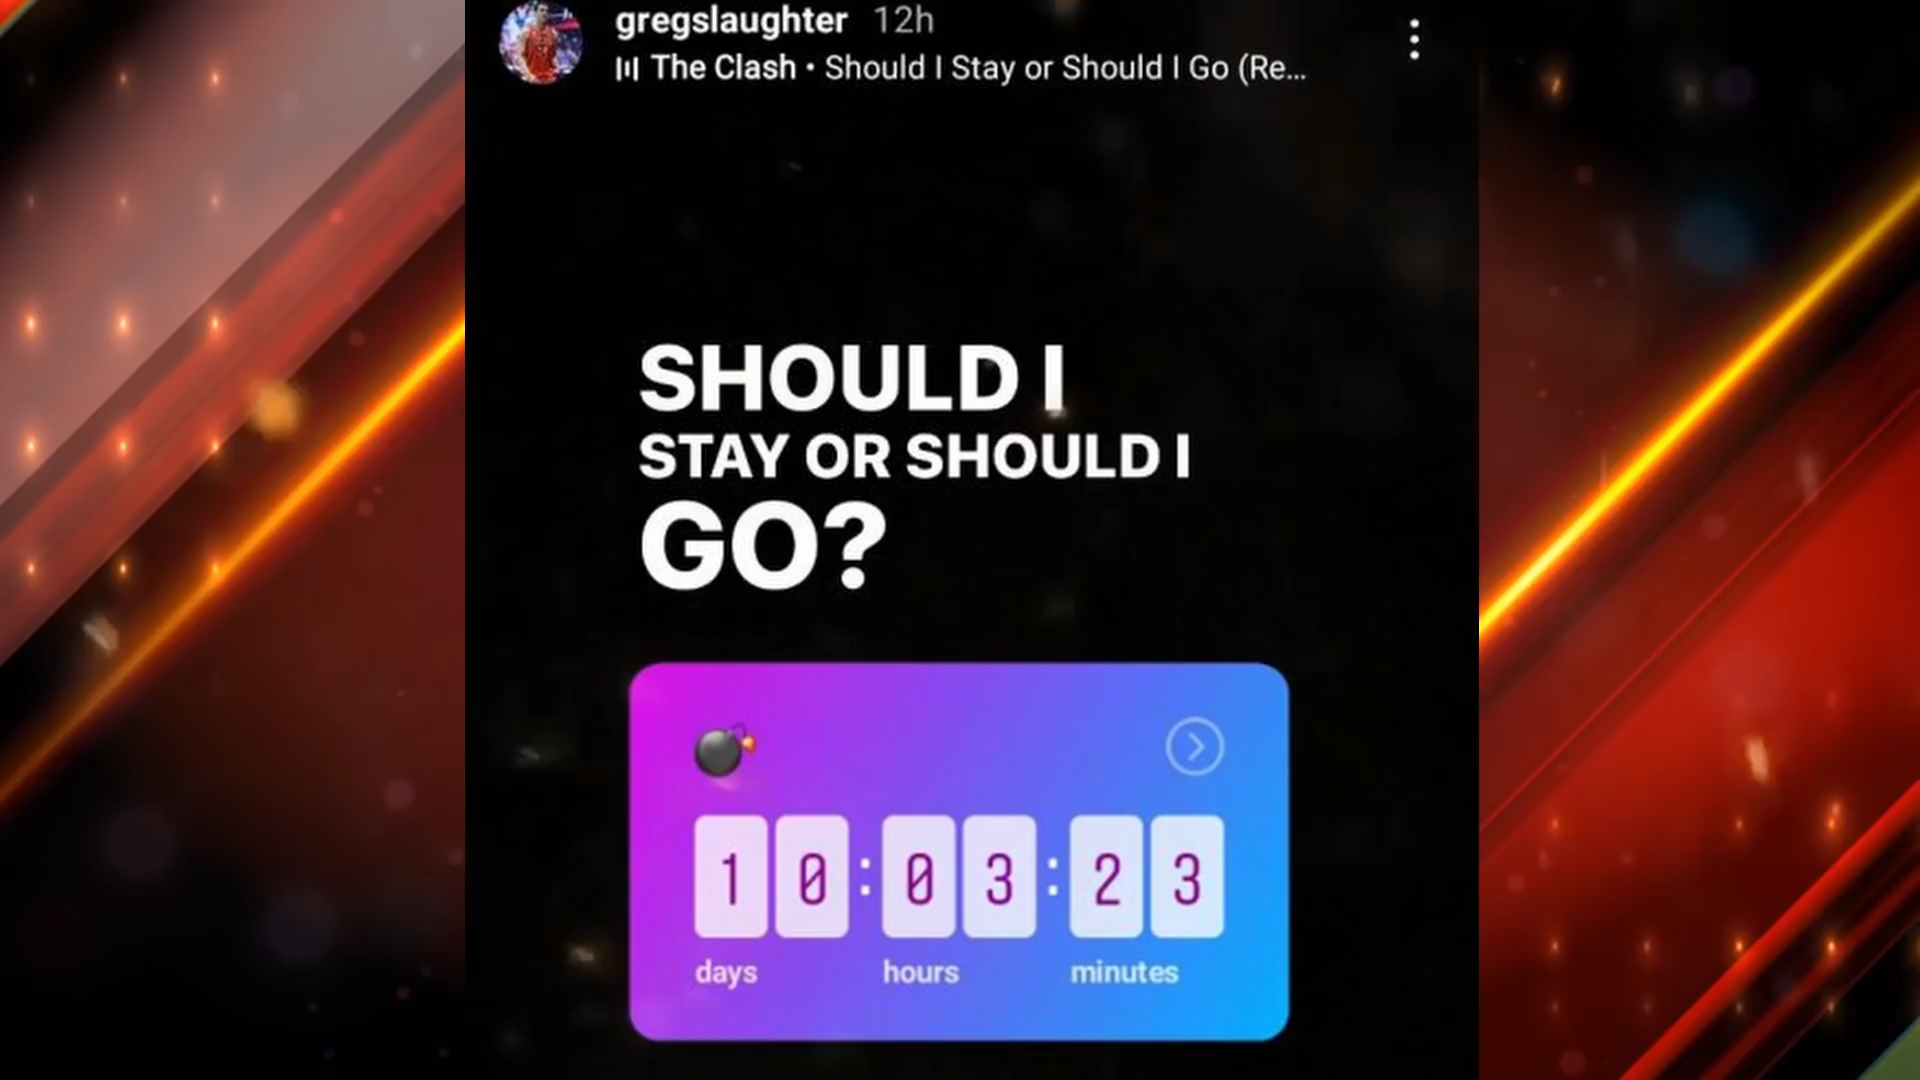 gregslaughter 12h
The Clash • Should I Stay or Should I Go (Re...
SHOULD I
STAY OR SHOULD I
GO?
10:03:23
days hours minutes